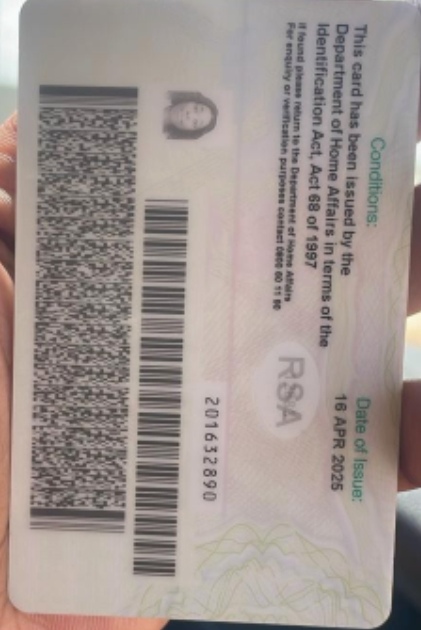 Conditions:
This card has been issued by the
Department of Home Affairs in terms of the
Identification Act, Act 68 of 1997
If found please return to the Department of Home Affairs
For enquiry or verification purposes contact 0800 60 11 90
Date of Issue:
16 APR 2025
RSA
201632890